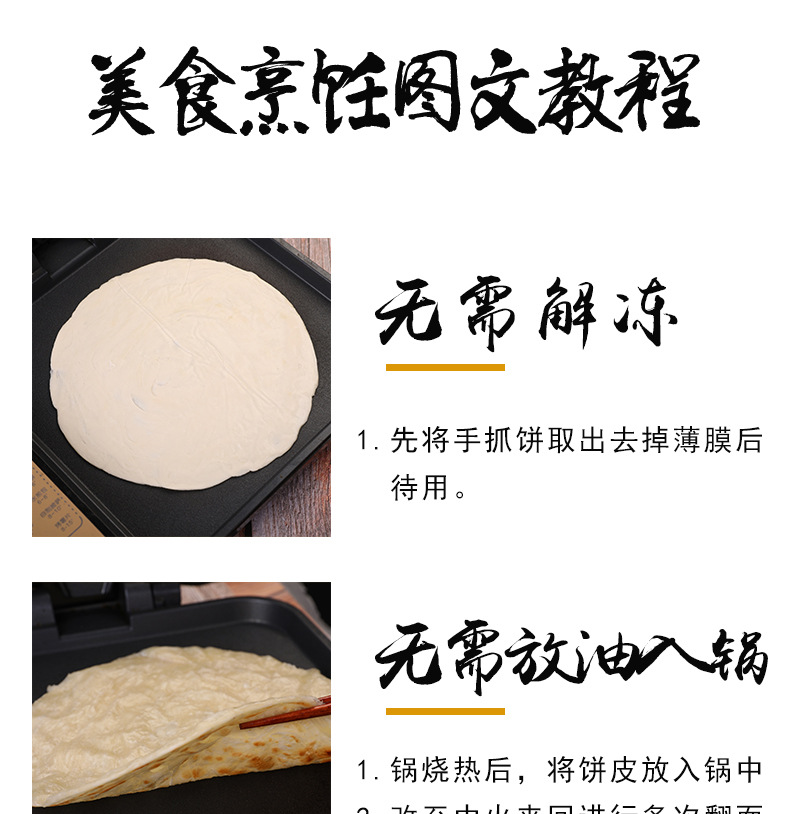 美食烹饪图文教程
无需解冻
1. 先将手抓饼取出去掉薄膜后
待用。
无需放油入锅
1. 锅烧热后，将饼皮放入锅中